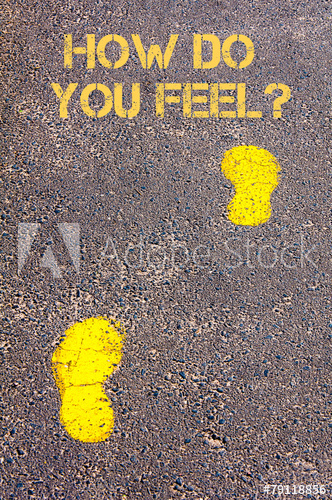 HOW DO
YOU FEEL?
Adobe Stock
#79118856